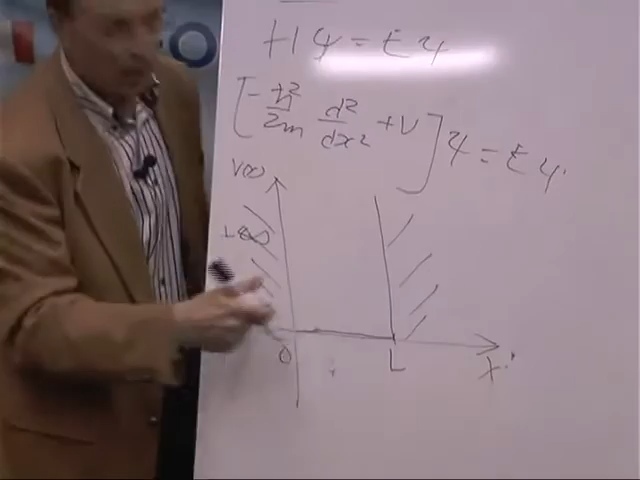 Hψ = Eψ
[-ħ²/2m d²/dx² + V] ψ = Eψ
V(x)
+∞
0 L x